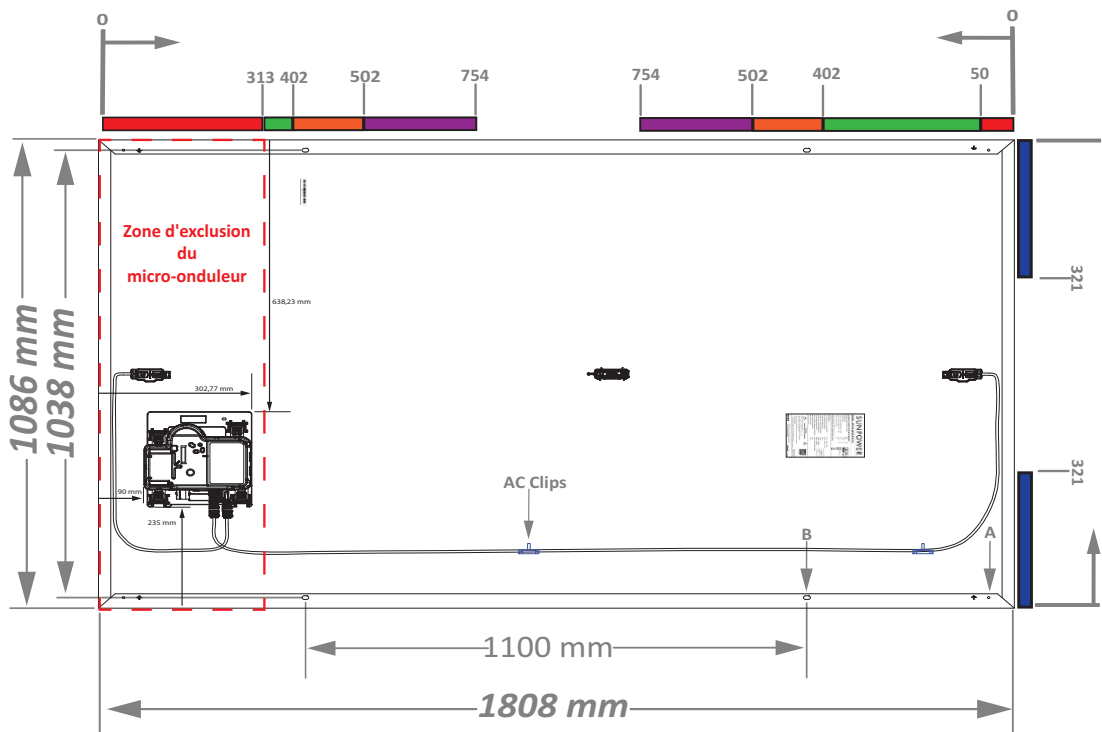 0
0
313
402
502
754
754
502
402
50
Zone d'exclusion
du
micro-onduleur
638,23 mm
321
1086 mm
1038 mm
302,77 mm
SUNPOWER
90 mm
235 mm
AC Clips
B
A
321
1100 mm
1808 mm